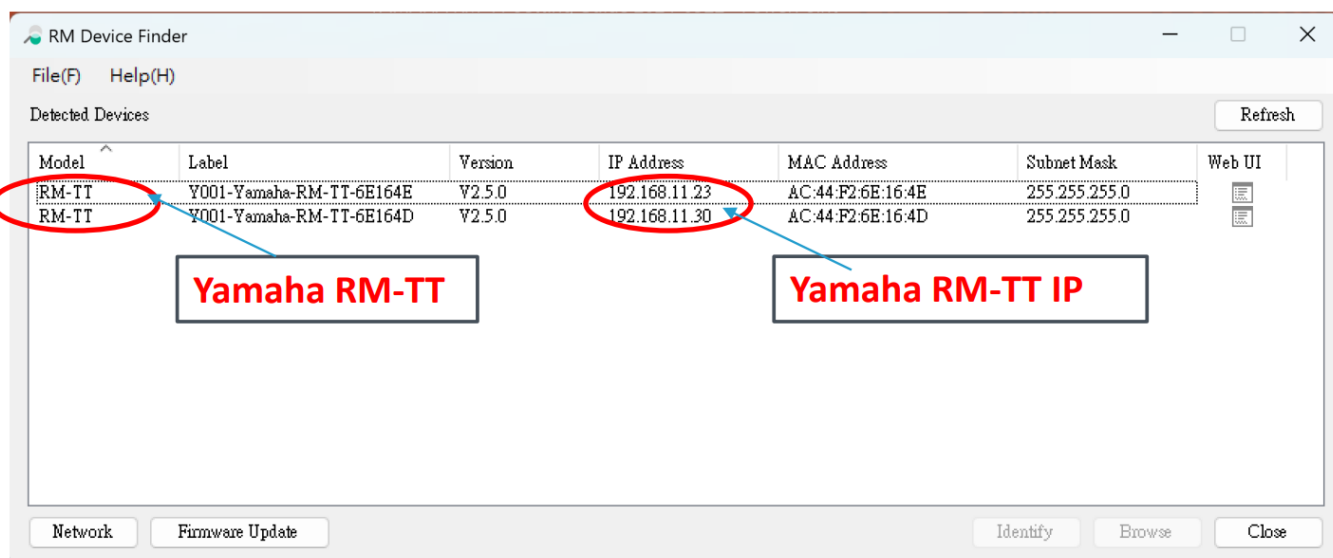 RM Device Finder
File(F) Help(H)
Detected Devices
Refresh
Model Label Version IP Address MAC Address Subnet Mask Web UI
RM-TT Y001-Yamaha-RM-TT-6E164E V2.5.0 192.168.11.23 AC:44:F2:6E:16:4E 255.255.255.0
RM-TT Y001-Yamaha-RM-TT-6E164D V2.5.0 192.168.11.30 AC:44:F2:6E:16:4D 255.255.255.0
Yamaha RM-TT
Yamaha RM-TT IP
Network Firmware Update Identify Browse Close